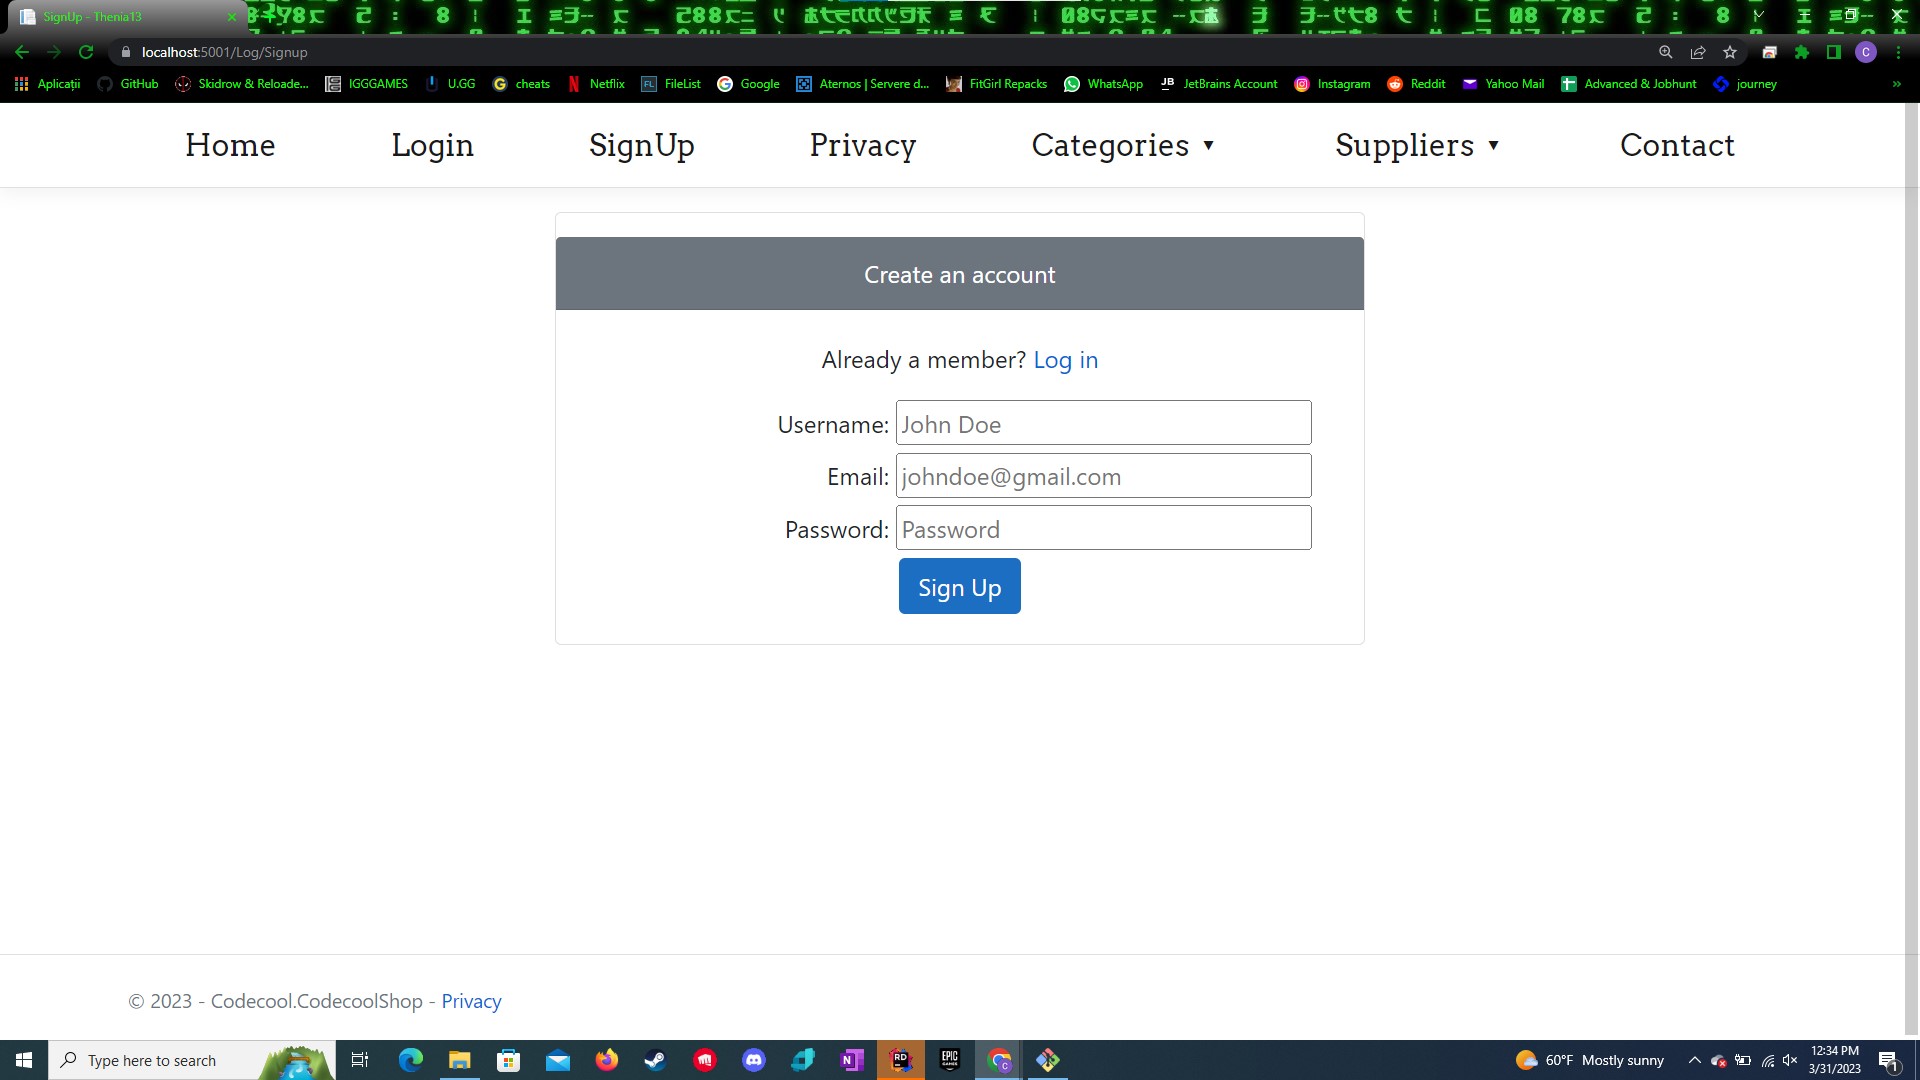 SignUp - Thenia13
localhost:5001/Log/Signup
Aplicații GitHub Skidrow & Reloade... IGGGAMES U.GG cheats Netflix FileList Google Aternos | Servere d... FitGirl Repacks WhatsApp JetBrains Account Instagram Reddit Yahoo Mail Advanced & Jobhunt journey »
Home Login SignUp Privacy Categories ▼ Suppliers ▼ Contact
Create an account
Already a member? Log in
Username: John Doe
Email: johndoe@gmail.com
Password: Password
Sign Up
© 2023 - Codecool.CodecoolShop - Privacy
Type here to search
60°F Mostly sunny
12:34 PM
3/31/2023